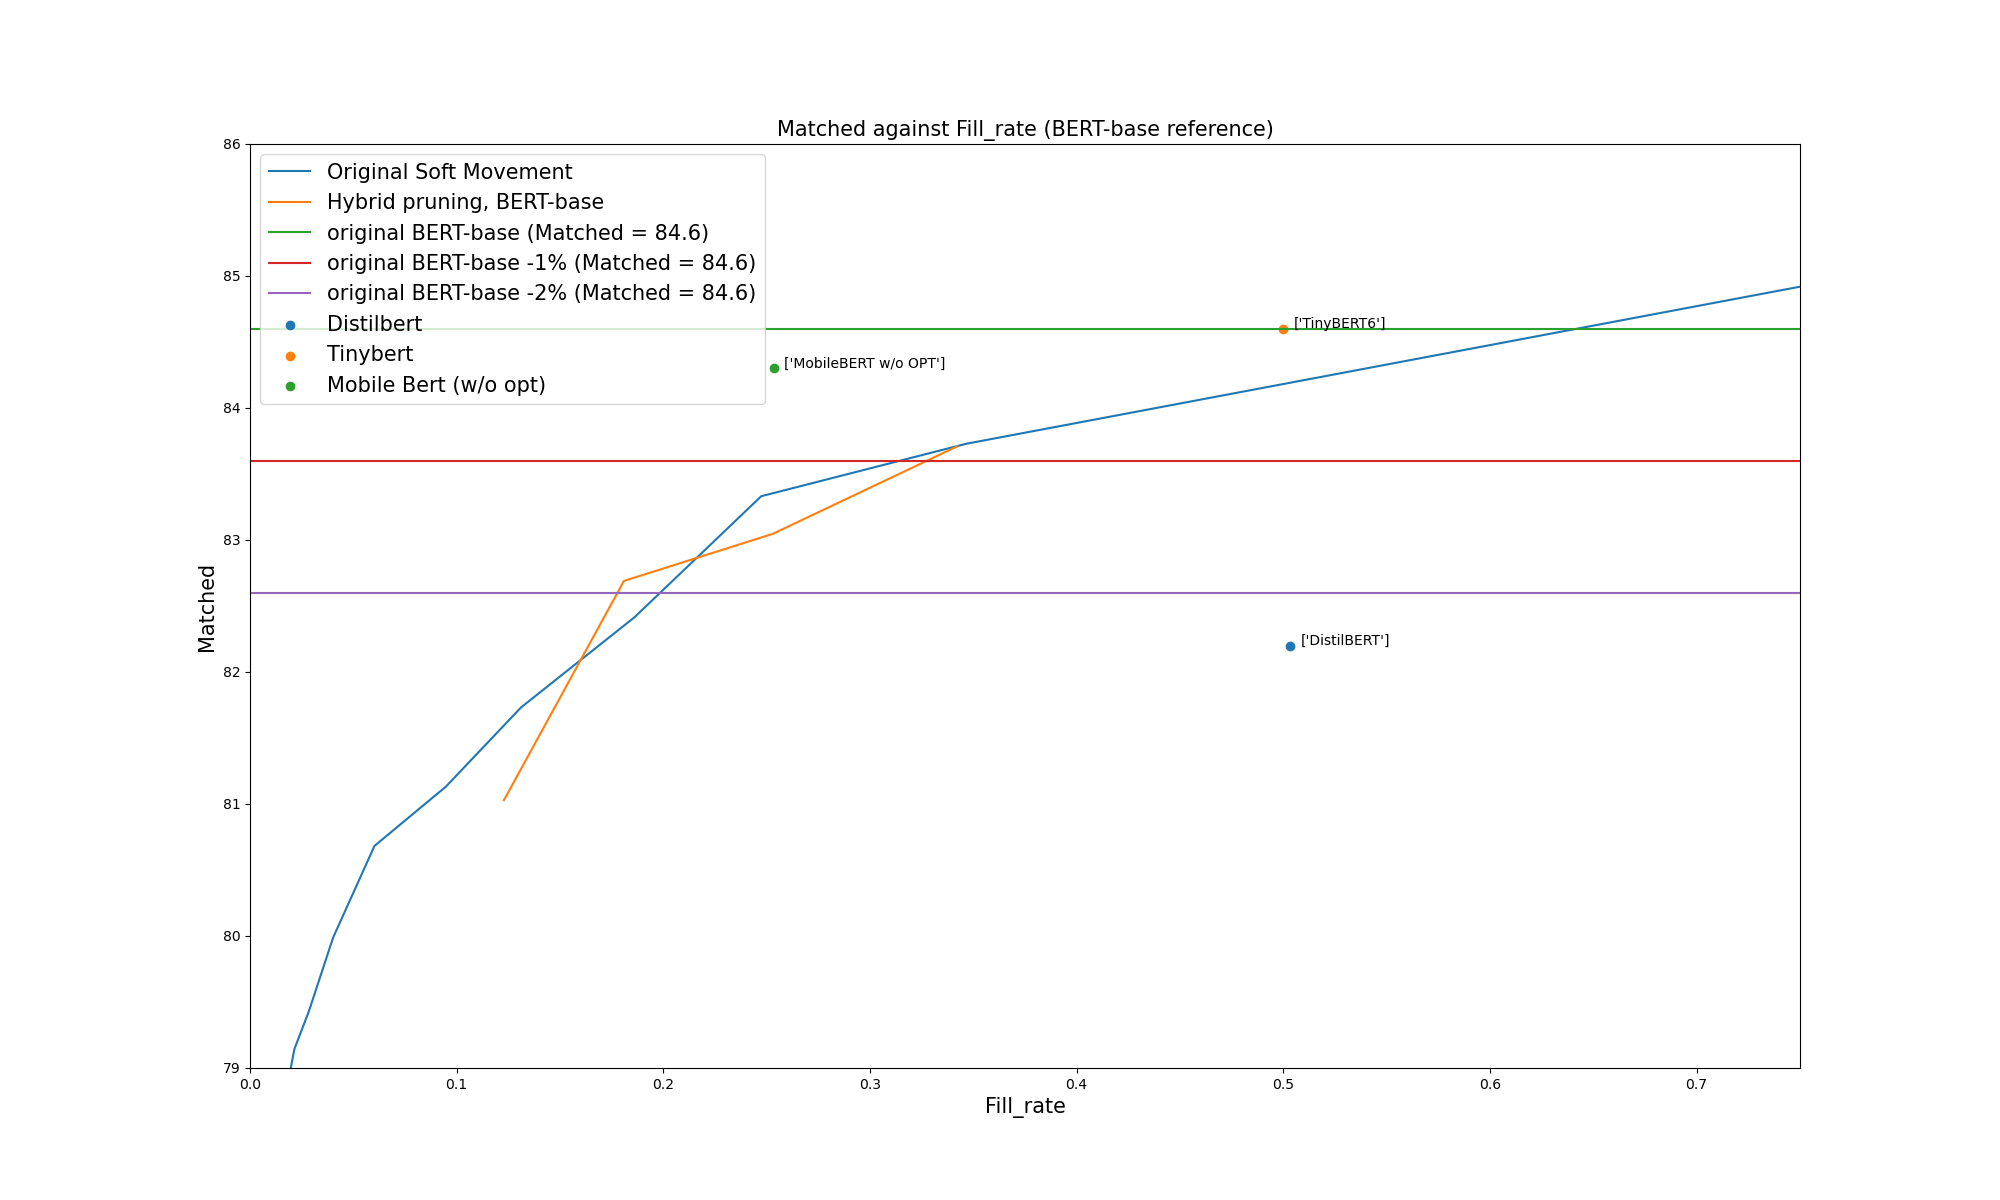 Matched against Fill_rate (BERT-base reference)
86
85
84
83
82
81
80
79
Matched
Original Soft Movement
Hybrid pruning, BERT-base
original BERT-base (Matched = 84.6)
original BERT-base -1% (Matched = 84.6)
original BERT-base -2% (Matched = 84.6)
Distilbert
Tinybert
Mobile Bert (w/o opt)
['TinyBERT6']
['MobileBERT w/o OPT']
['DistilBERT']
0.0 0.1 0.2 0.3 0.4 0.5 0.6 0.7
Fill_rate